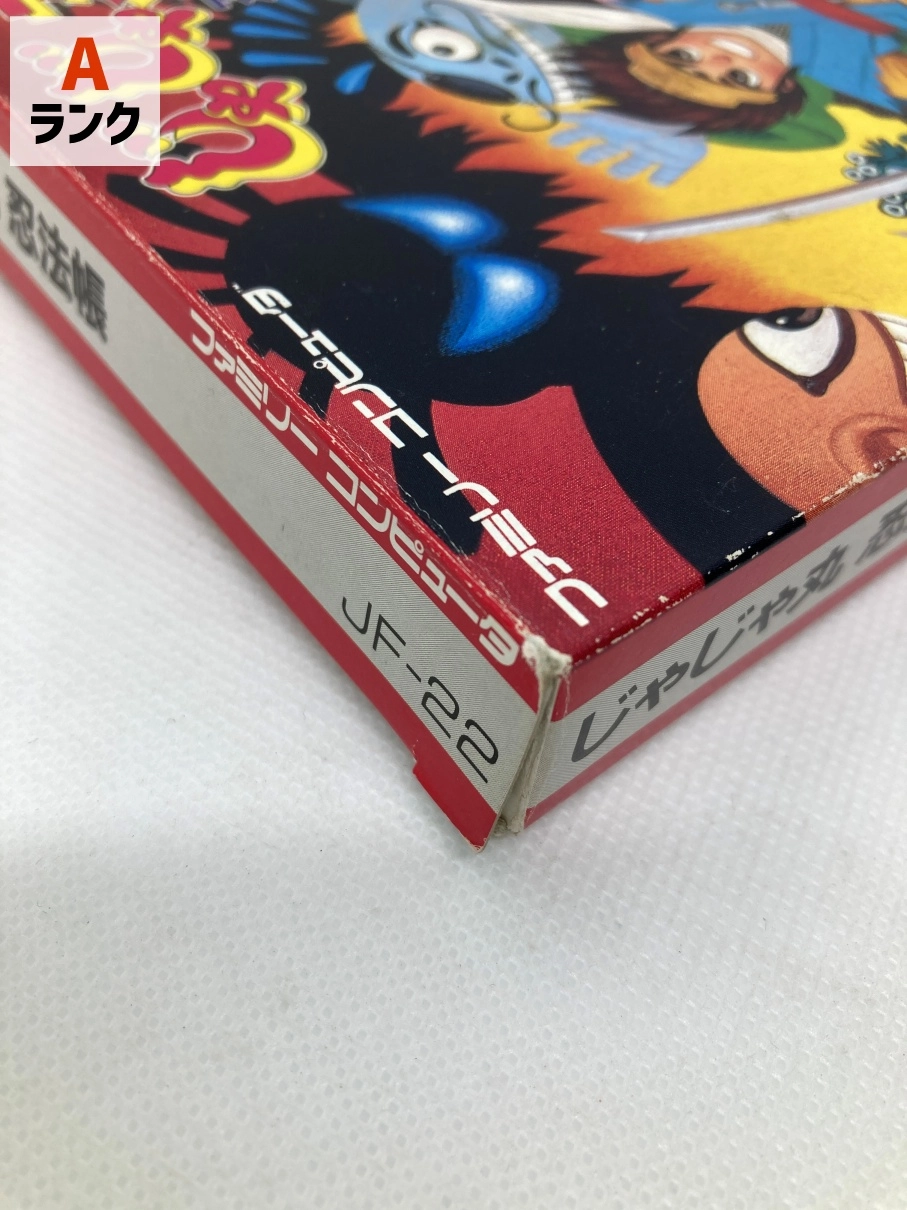 A
ランク
忍法帳
ファミリー コンピュータ
ファミリー コンピュータ
JF-22
じゃじゃ丸 忍